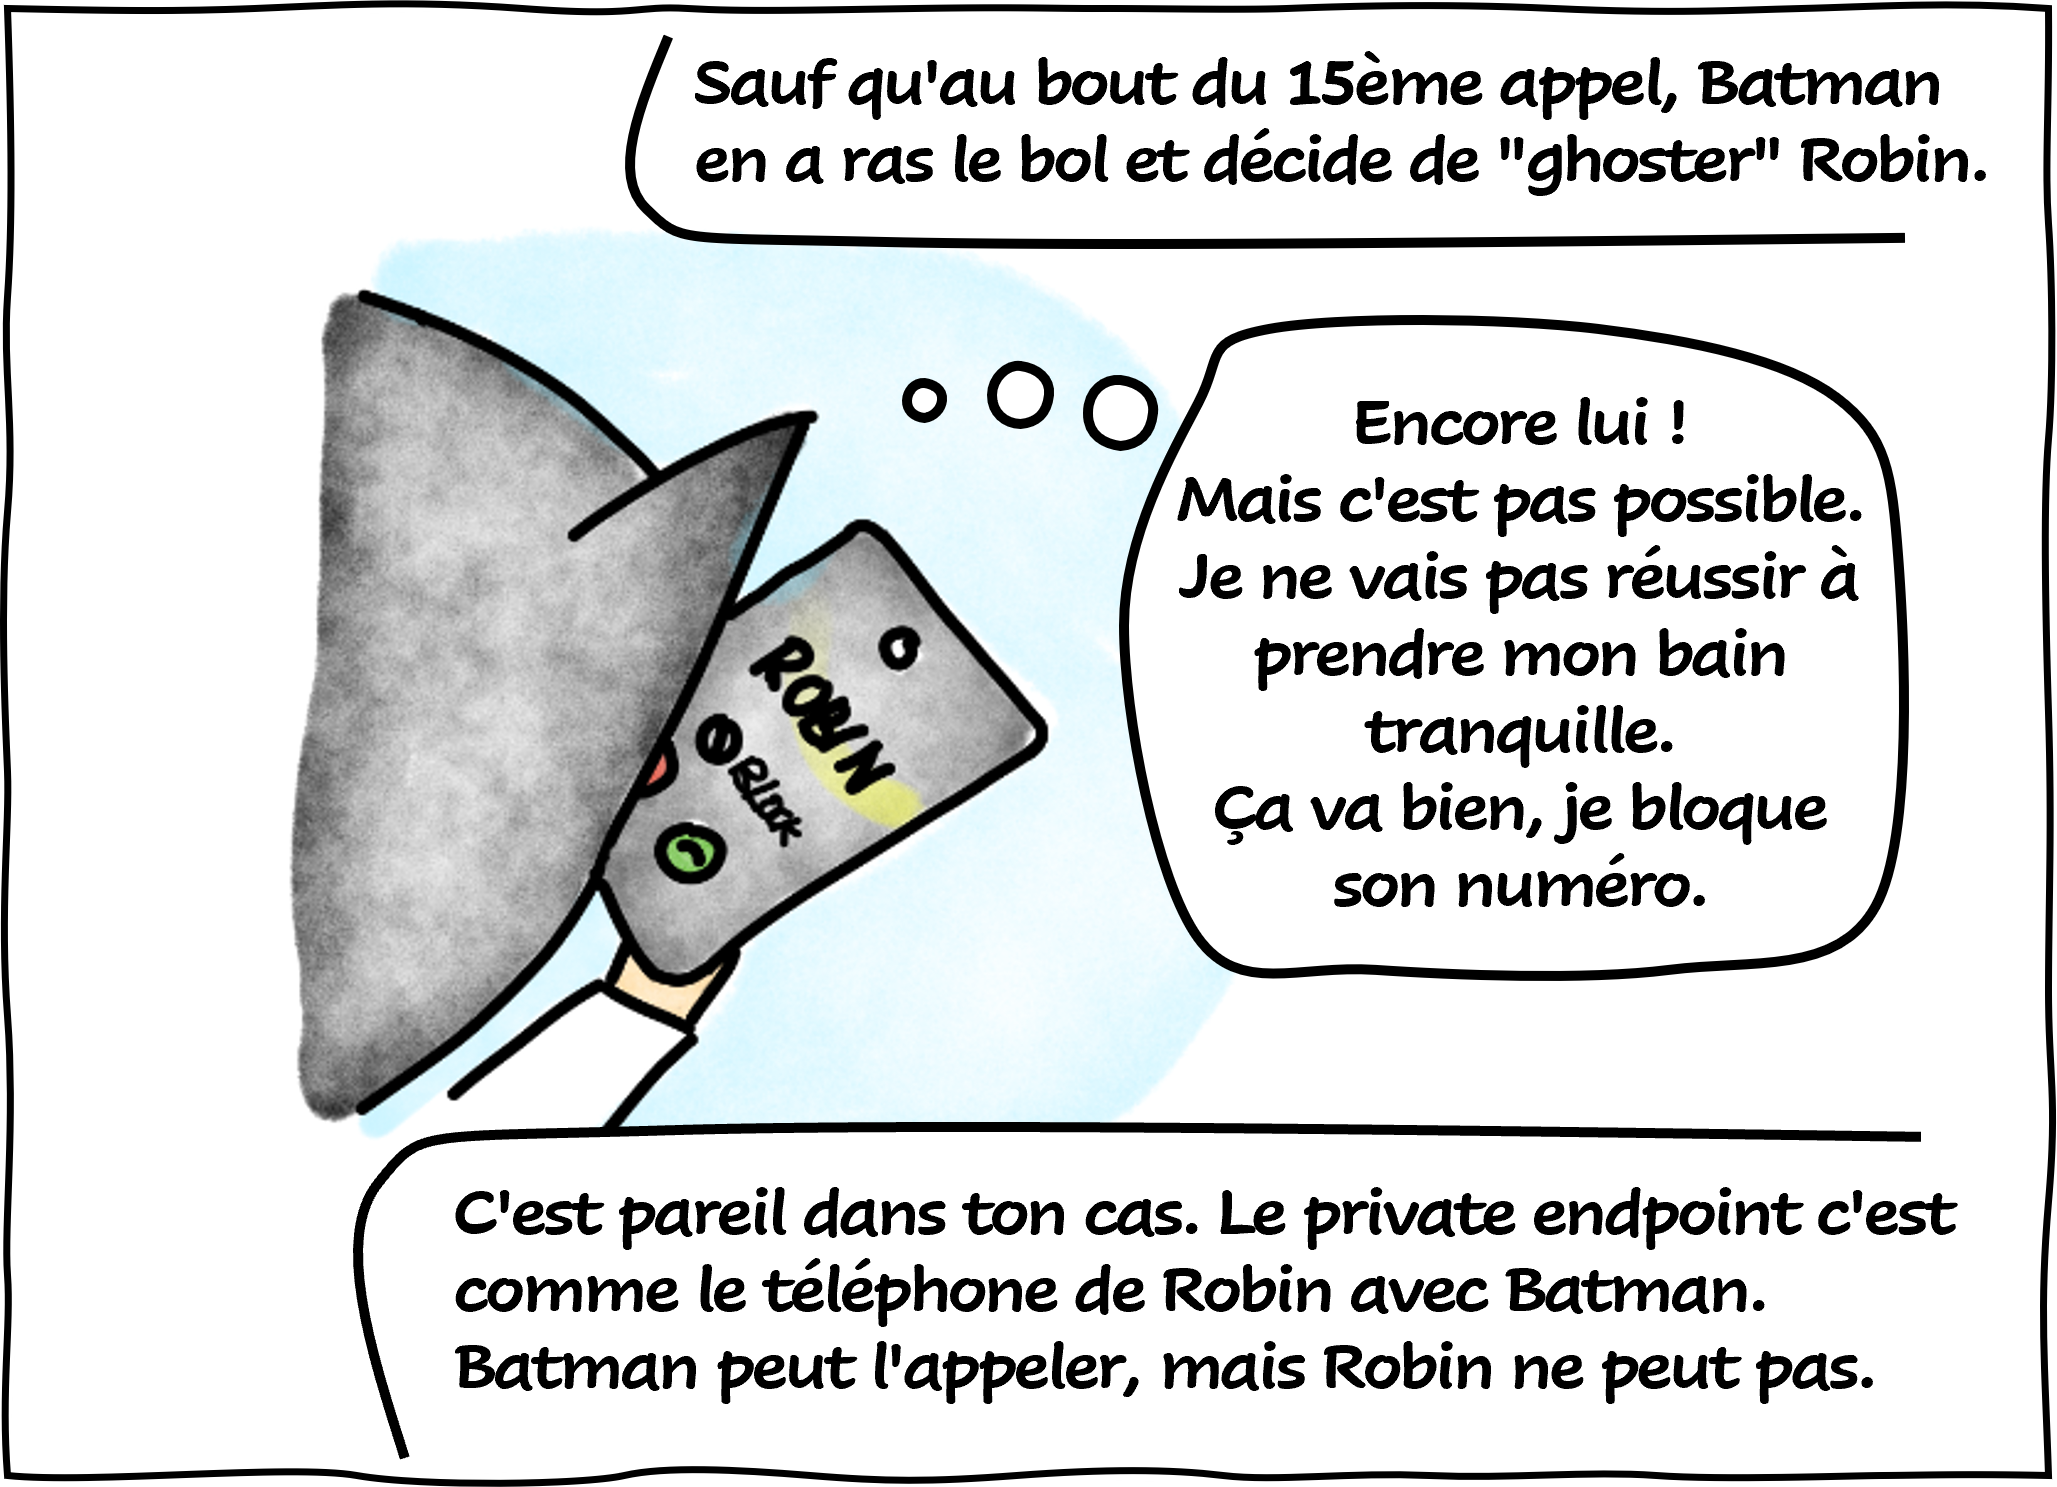 Sauf qu'au bout du 15ème appel, Batman
en a ras le bol et décide de "ghoster" Robin.
Encore lui !
Mais c'est pas possible.
Je ne vais pas réussir à
prendre mon bain
tranquille.
Ça va bien, je bloque
son numéro.
ROBIN
Block
C'est pareil dans ton cas. Le private endpoint c'est
comme le téléphone de Robin avec Batman.
Batman peut l'appeler, mais Robin ne peut pas.